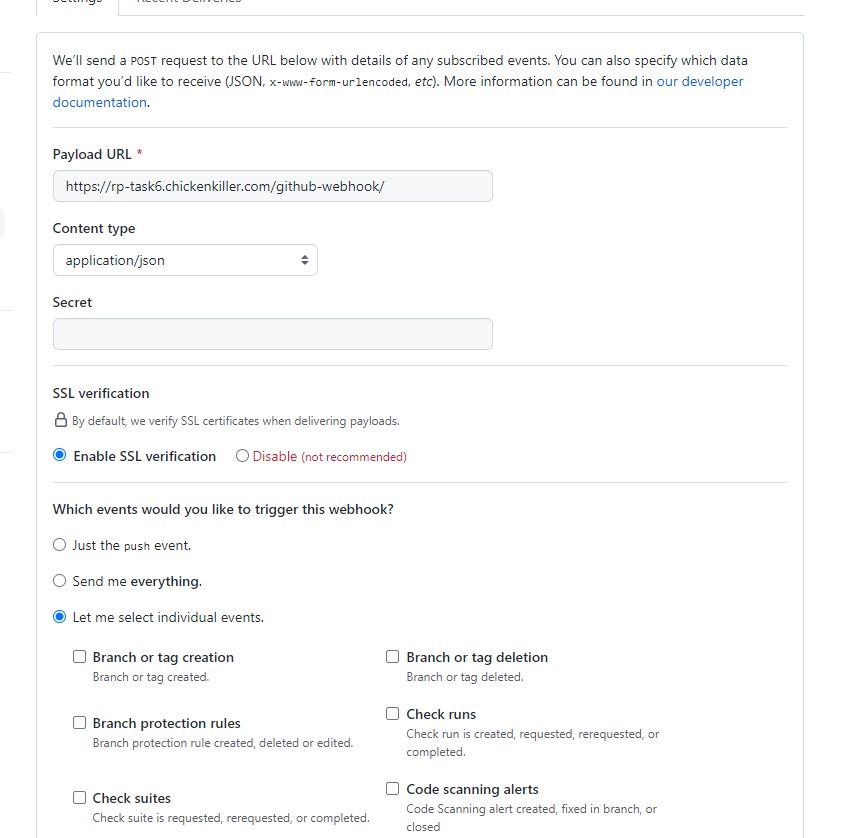 Settings
Recent Deliveries
We'll send a POST request to the URL below with details of any subscribed events. You can also specify which data
format you'd like to receive (JSON, x-www-form-urlencoded, etc). More information can be found in our developer
documentation.
Payload URL *
https://rp-task6.chickenkiller.com/github-webhook/
Content type
application/json
Secret
SSL verification
By default, we verify SSL certificates when delivering payloads.
Enable SSL verification
Disable (not recommended)
Which events would you like to trigger this webhook?
Just the push event.
Send me everything.
Let me select individual events.
Branch or tag creation
Branch or tag created.
Branch or tag deletion
Branch or tag deleted.
Branch protection rules
Branch protection rule created, deleted or edited.
Check runs
Check run is created, requested, rerequested, or
completed.
Check suites
Check suite is requested, rerequested, or completed.
Code scanning alerts
Code Scanning alert created, fixed in branch, or
closed